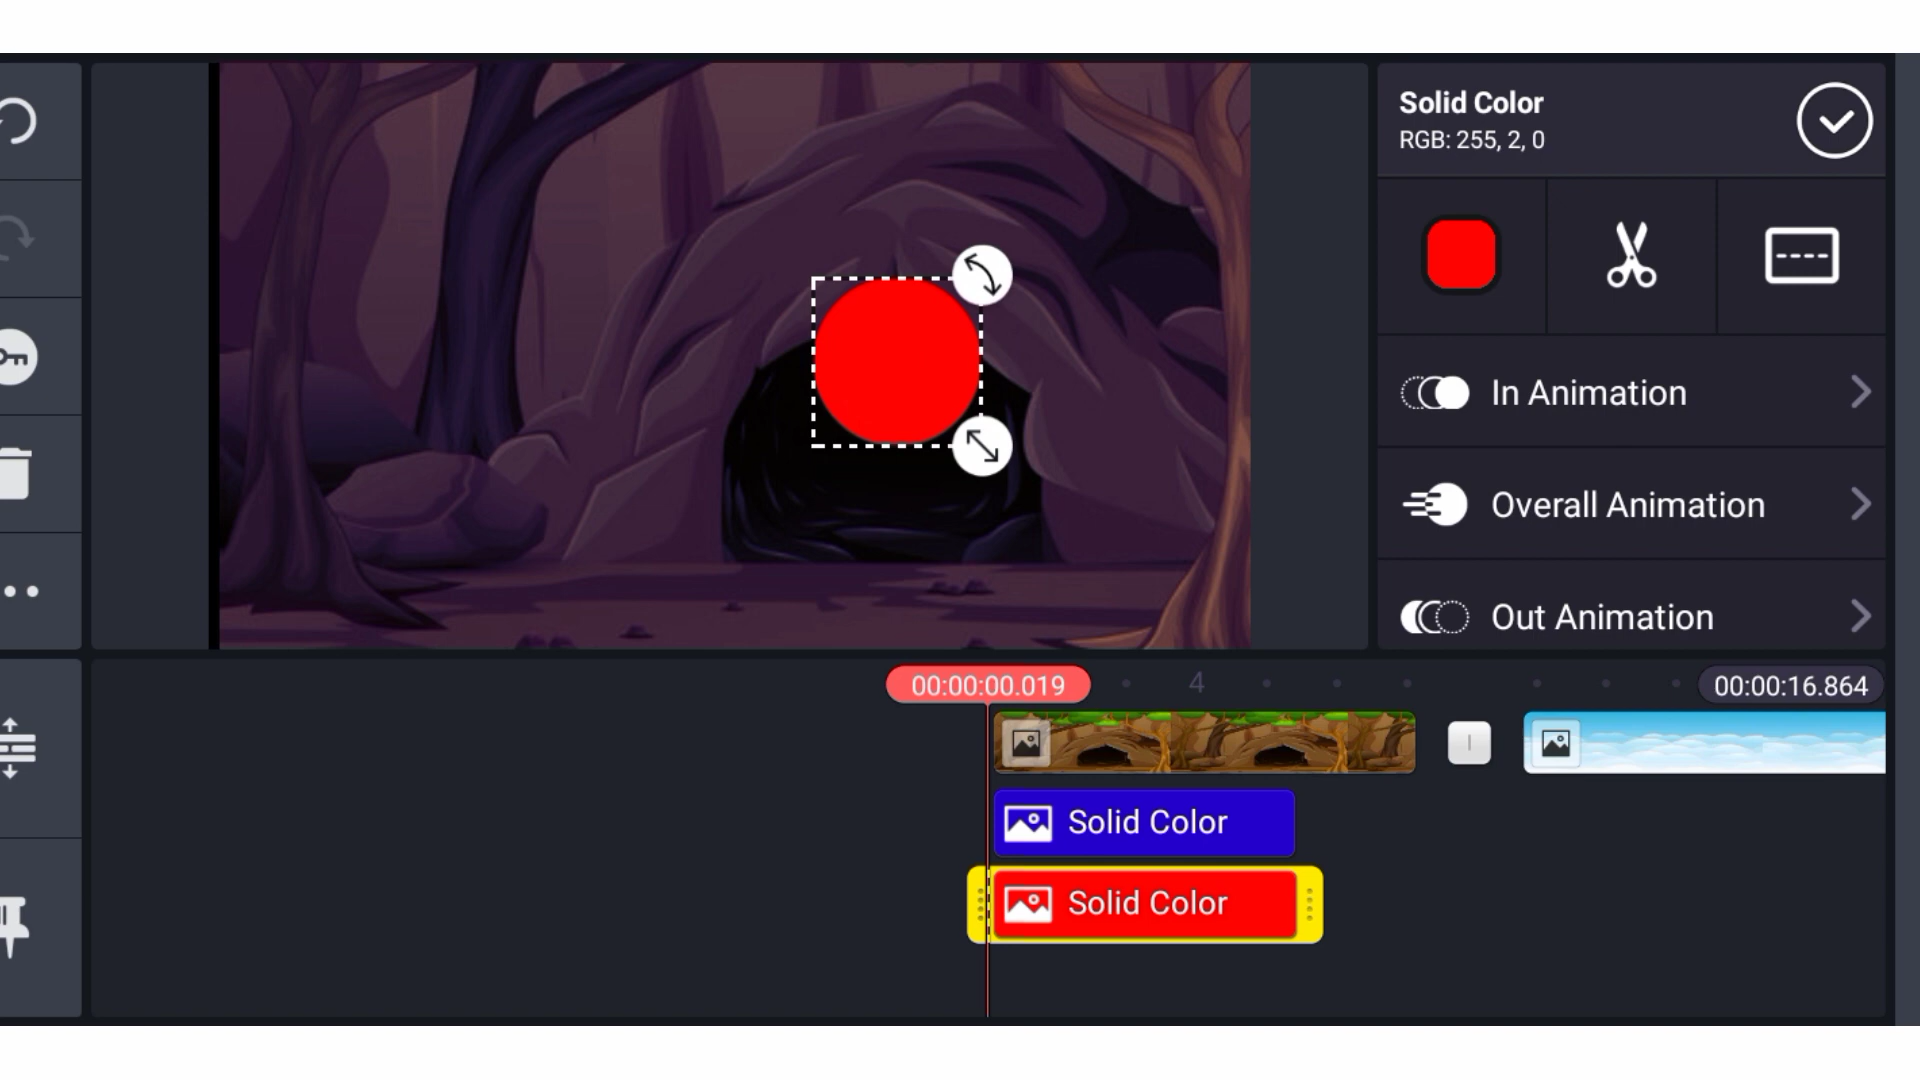 Solid Color
RGB: 255, 2, 0
In Animation
Overall Animation
Out Animation
00:00:00.019
4
00:00:16.864
Solid Color
Solid Color